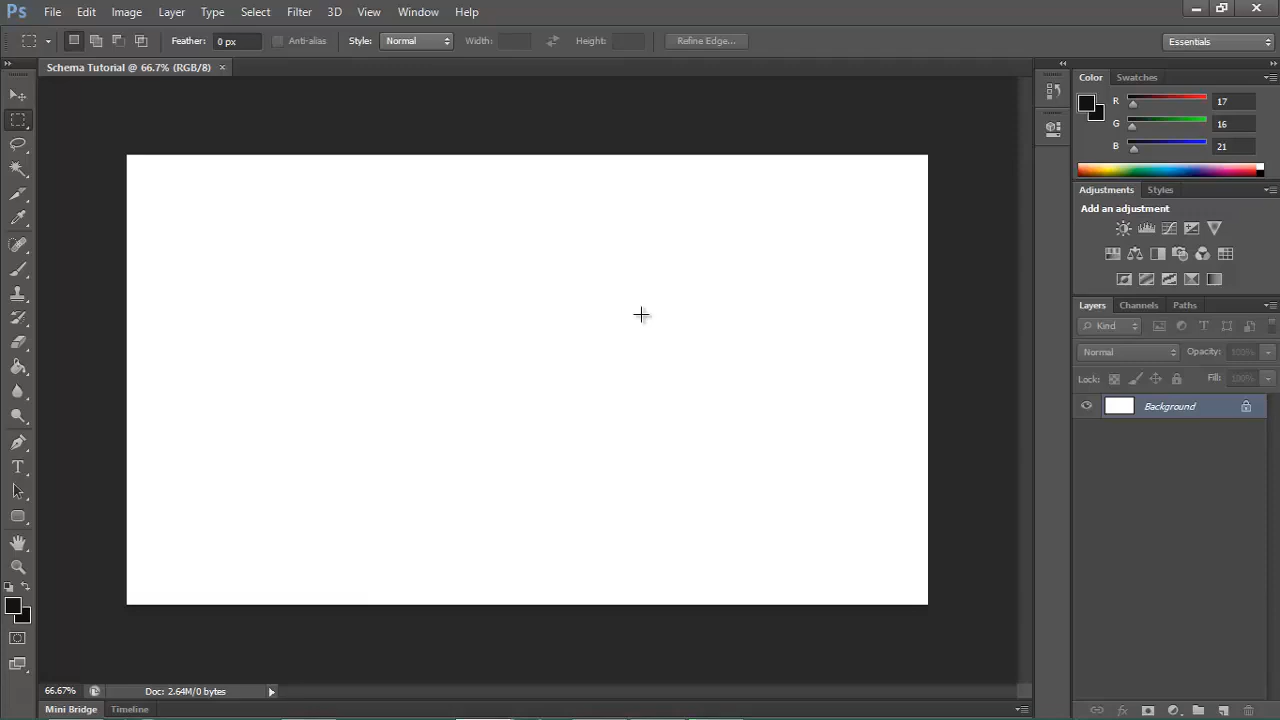 Ps File Edit Image Layer Type Select Filter 3D View Window Help
Feather: 0 px Anti-alias Style: Normal Width: Height: Refine Edge... Essentials
Schema Tutorial @ 66.7% (RGB/8) ×
Color Swatches
R 17
G 16
B 21
Adjustments Styles
Add an adjustment
Layers Channels Paths
Kind
Normal Opacity: 100%
Lock: Fill: 100%
Background
66.67% Doc: 2.64M/0 bytes
Mini Bridge Timeline